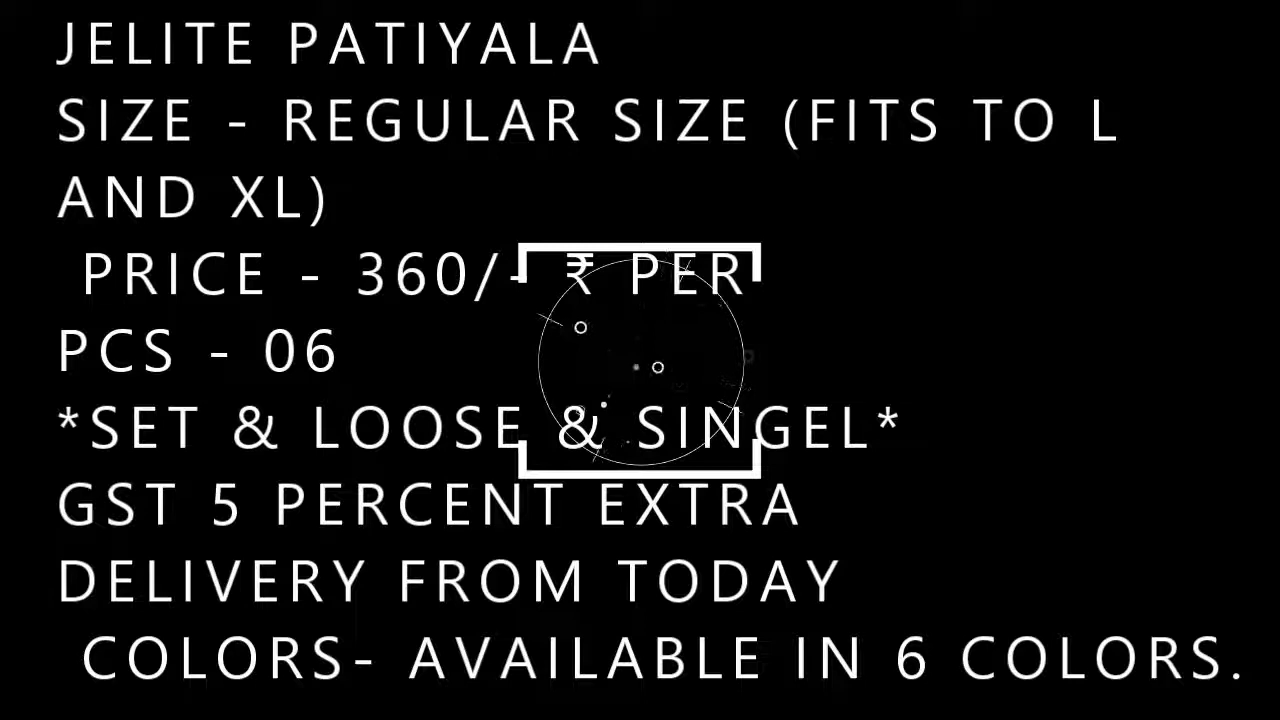 JELITE PATIYALA
SIZE - REGULAR SIZE (FITS TO L
AND XL)
PRICE - 360/- ₹ PER
PCS - 06
*SET & LOOSE & SINGEL*
GST 5 PERCENT EXTRA
DELIVERY FROM TODAY
COLORS- AVAILABLE IN 6 COLORS.